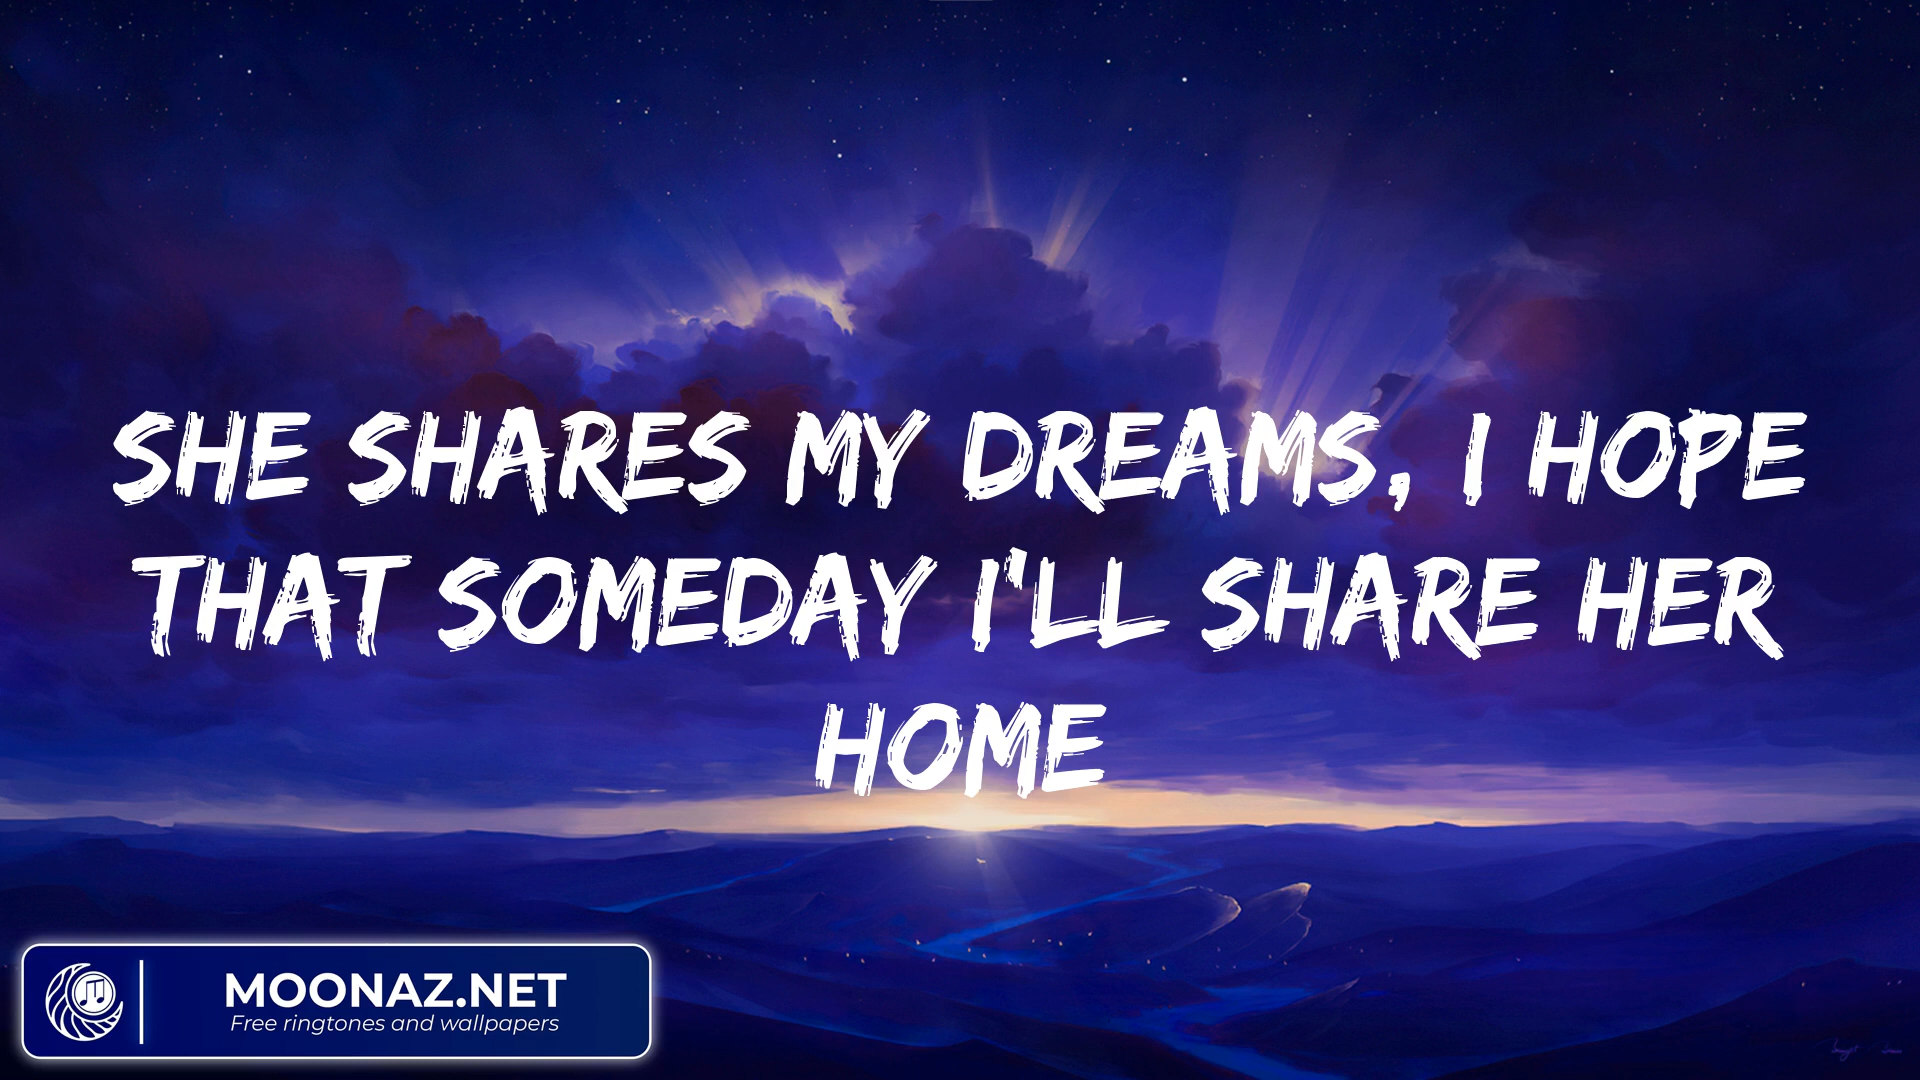 SHE SHARES MY DREAMS, I HOPE
THAT SOMEDAY I'LL SHARE HER
HOME
MOONAZ.NET
Free ringtones and wallpapers